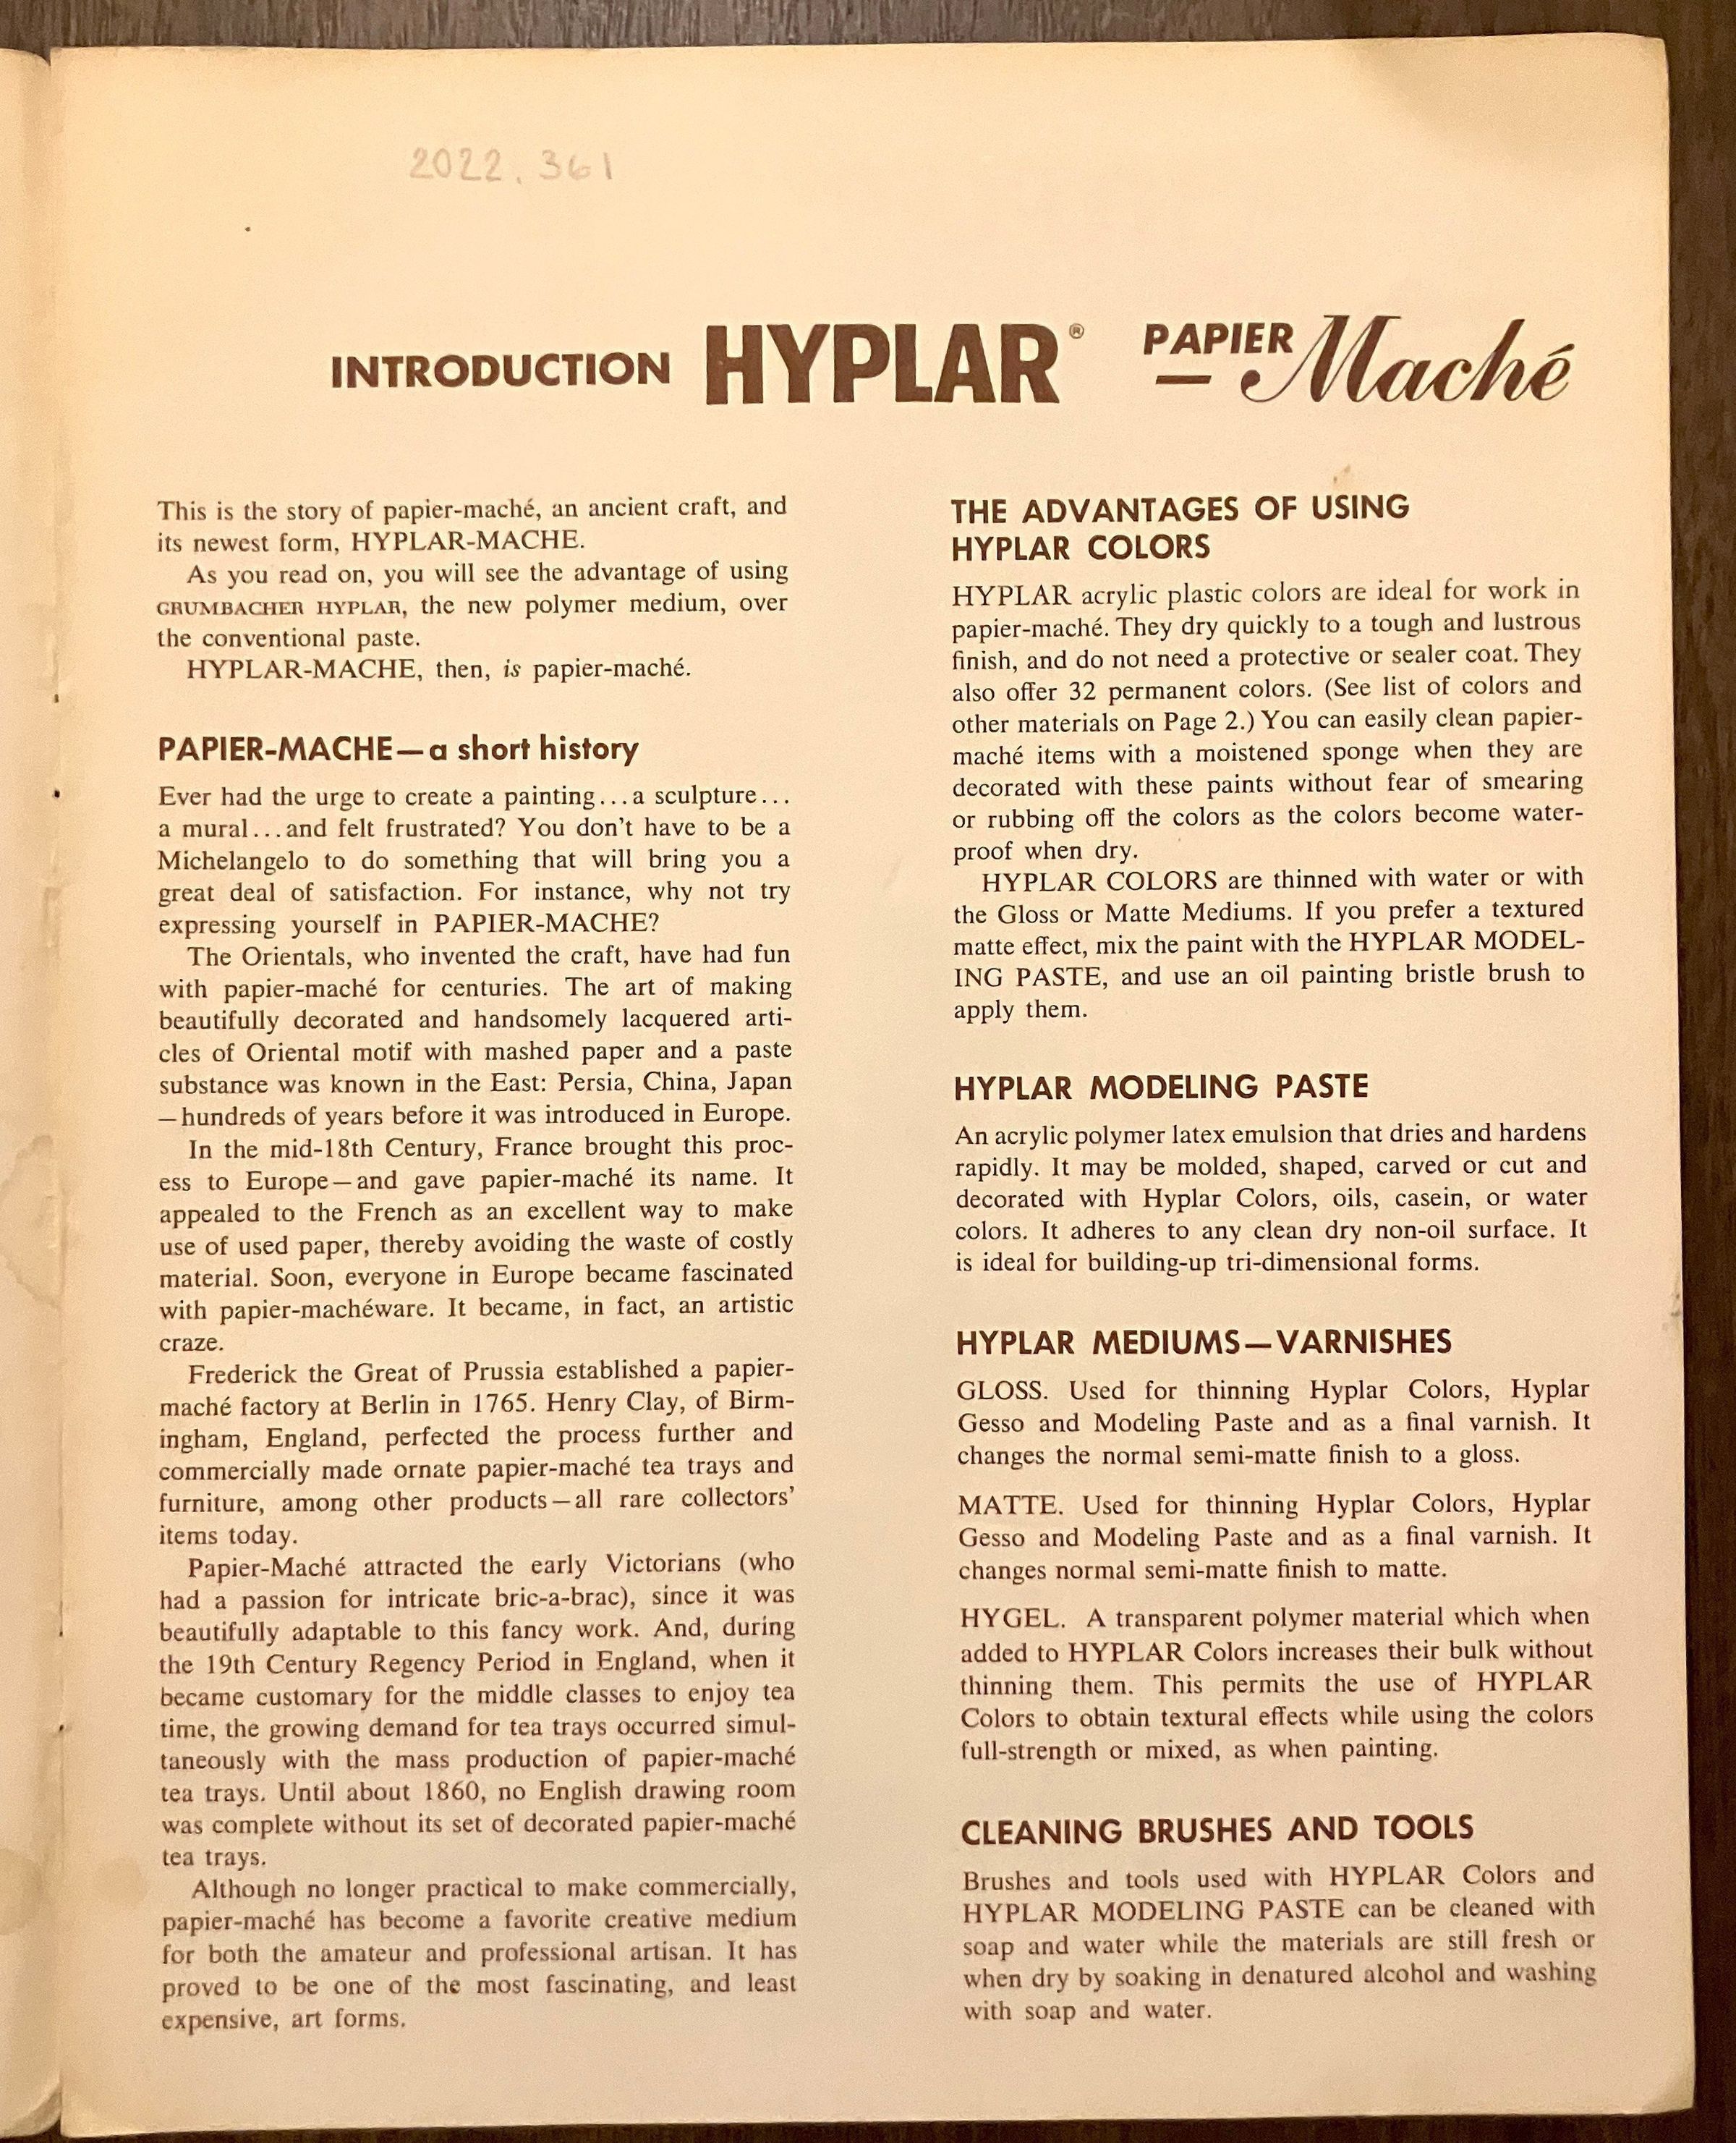 2022.361
INTRODUCTION HYPLAR® PAPIER-Maché
This is the story of papier-maché, an ancient craft, and
its newest form, HYPLAR-MACHE.
As you read on, you will see the advantage of using
GRUMBACHER HYPLAR, the new polymer medium, over
the conventional paste.
HYPLAR-MACHE, then, is papier-maché.
PAPIER-MACHE—a short history
Ever had the urge to create a painting...a sculpture...
a mural...and felt frustrated? You don't have to be a
Michelangelo to do something that will bring you a
great deal of satisfaction. For instance, why not try
expressing yourself in PAPIER-MACHE?
The Orientals, who invented the craft, have had fun
with papier-maché for centuries. The art of making
beautifully decorated and handsomely lacquered arti-
cles of Oriental motif with mashed paper and a paste
substance was known in the East: Persia, China, Japan
—hundreds of years before it was introduced in Europe.
In the mid-18th Century, France brought this proc-
ess to Europe—and gave papier-maché its name. It
appealed to the French as an excellent way to make
use of used paper, thereby avoiding the waste of costly
material. Soon, everyone in Europe became fascinated
with papier-machéware. It became, in fact, an artistic
craze.
Frederick the Great of Prussia established a papier-
maché factory at Berlin in 1765. Henry Clay, of Birm-
ingham, England, perfected the process further and
commercially made ornate papier-maché tea trays and
furniture, among other products—all rare collectors'
items today.
Papier-Maché attracted the early Victorians (who
had a passion for intricate bric-a-brac), since it was
beautifully adaptable to this fancy work. And, during
the 19th Century Regency Period in England, when it
became customary for the middle classes to enjoy tea
time, the growing demand for tea trays occurred simul-
taneously with the mass production of papier-maché
tea trays. Until about 1860, no English drawing room
was complete without its set of decorated papier-maché
tea trays.
Although no longer practical to make commercially,
papier-maché has become a favorite creative medium
for both the amateur and professional artisan. It has
proved to be one of the most fascinating, and least
expensive, art forms.
THE ADVANTAGES OF USING
HYPLAR COLORS
HYPLAR acrylic plastic colors are ideal for work in
papier-maché. They dry quickly to a tough and lustrous
finish, and do not need a protective or sealer coat. They
also offer 32 permanent colors. (See list of colors and
other materials on Page 2.) You can easily clean papier-
maché items with a moistened sponge when they are
decorated with these paints without fear of smearing
or rubbing off the colors as the colors become water-
proof when dry.
HYPLAR COLORS are thinned with water or with
the Gloss or Matte Mediums. If you prefer a textured
matte effect, mix the paint with the HYPLAR MODEL-
ING PASTE, and use an oil painting bristle brush to
apply them.
HYPLAR MODELING PASTE
An acrylic polymer latex emulsion that dries and hardens
rapidly. It may be molded, shaped, carved or cut and
decorated with Hyplar Colors, oils, casein, or water
colors. It adheres to any clean dry non-oil surface. It
is ideal for building-up tri-dimensional forms.
HYPLAR MEDIUMS—VARNISHES
GLOSS. Used for thinning Hyplar Colors, Hyplar
Gesso and Modeling Paste and as a final varnish. It
changes the normal semi-matte finish to a gloss.
MATTE. Used for thinning Hyplar Colors, Hyplar
Gesso and Modeling Paste and as a final varnish. It
changes normal semi-matte finish to matte.
HYGEL. A transparent polymer material which when
added to HYPLAR Colors increases their bulk without
thinning them. This permits the use of HYPLAR
Colors to obtain textural effects while using the colors
full-strength or mixed, as when painting.
CLEANING BRUSHES AND TOOLS
Brushes and tools used with HYPLAR Colors and
HYPLAR MODELING PASTE can be cleaned with
soap and water while the materials are still fresh or
when dry by soaking in denatured alcohol and washing
with soap and water.